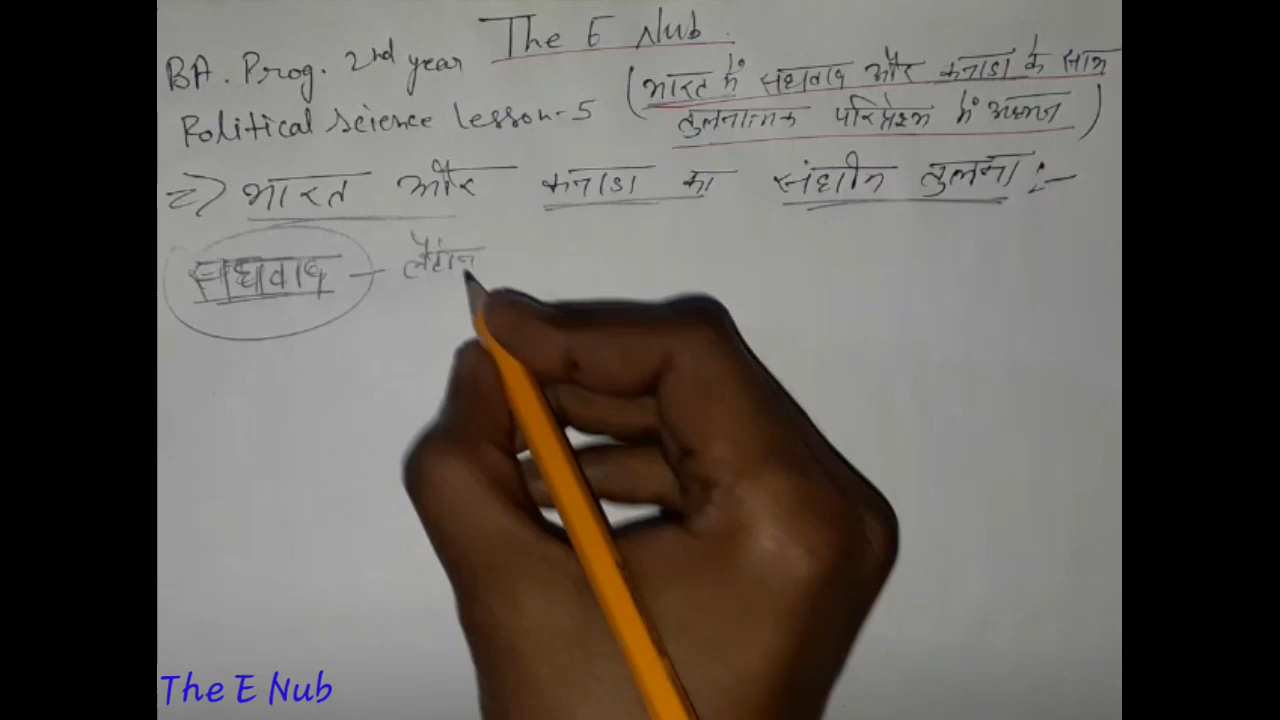 The E Nub
BA. Prog. 2nd year
Political science lesson-5
(भारत में संघवाद और कनाडा के साथ
तुलनात्मक परिप्रेक्ष्य में अध्ययन)
=> भारत और कनाडा का संघीय तुलना :-
संघवाद - लैटिन
The E Nub